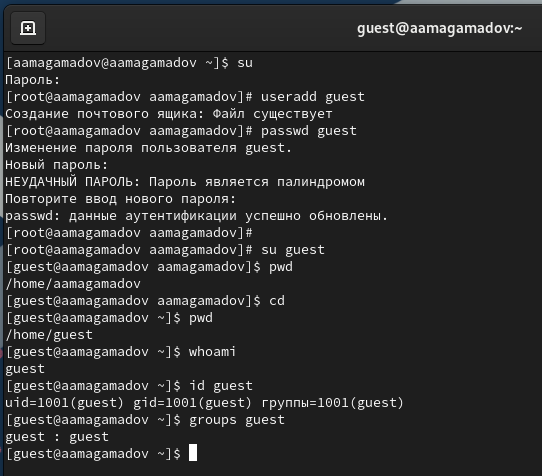 guest@aamagamadov:~
[aamagamadov@aamagamadov ~]$ su
Пароль:
[root@aamagamadov aamagamadov]# useradd guest
Создание почтового ящика: Файл существует
[root@aamagamadov aamagamadov]# passwd guest
Изменение пароля пользователя guest.
Новый пароль:
НЕУДАЧНЫЙ ПАРОЛЬ: Пароль является палиндромом
Повторите ввод нового пароля:
passwd: данные аутентификации успешно обновлены.
[root@aamagamadov aamagamadov]#
[root@aamagamadov aamagamadov]# su guest
[guest@aamagamadov aamagamadov]$ pwd
/home/aamagamadov
[guest@aamagamadov aamagamadov]$ cd
[guest@aamagamadov ~]$ pwd
/home/guest
[guest@aamagamadov ~]$ whoami
guest
[guest@aamagamadov ~]$ id guest
uid=1001(guest) gid=1001(guest) группы=1001(guest)
[guest@aamagamadov ~]$ groups guest
guest : guest
[guest@aamagamadov ~]$